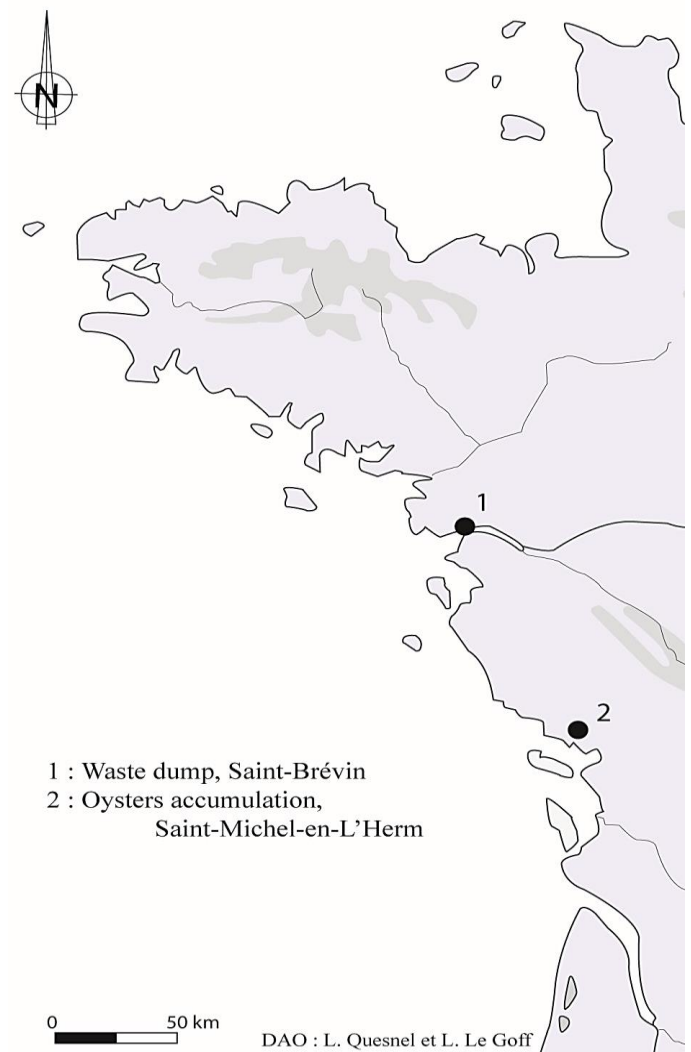 N
1
2
1 : Waste dump, Saint-Brévin
2 : Oysters accumulation,
Saint-Michel-en-L'Herm
0 50 km
DAO : L. Quesnel et L. Le Goff